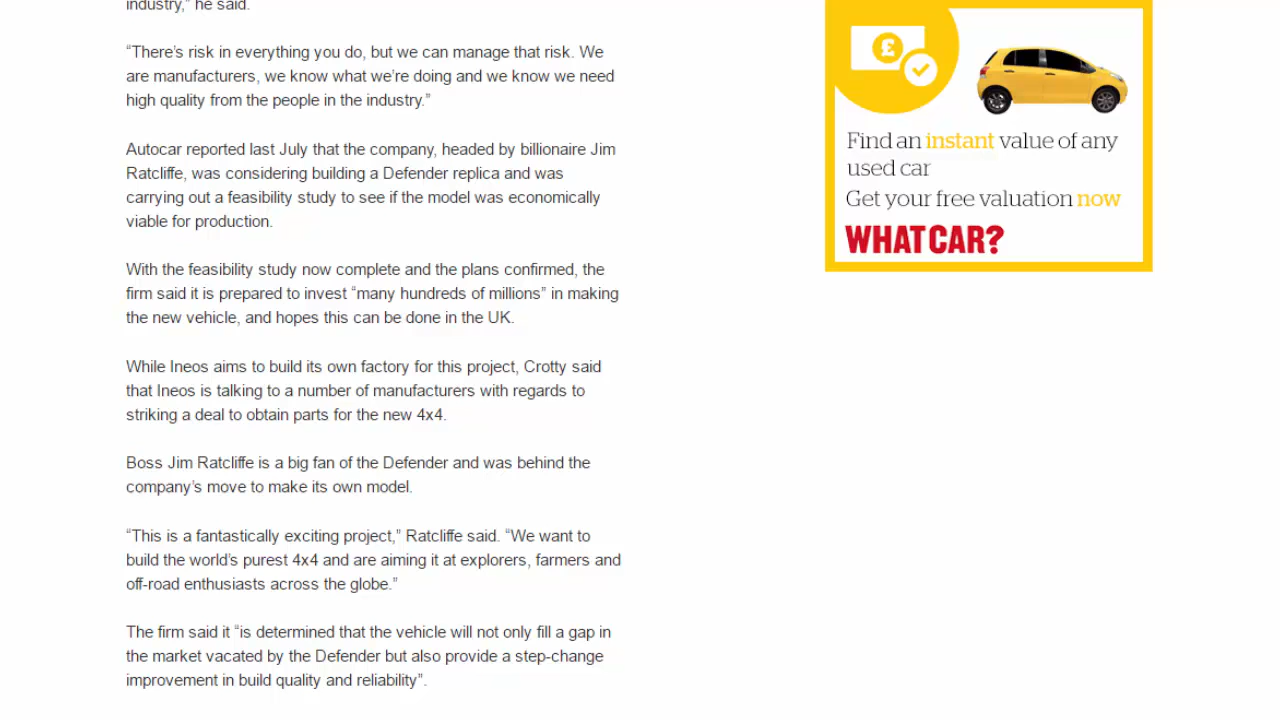 industry,” he said.
“There’s risk in everything you do, but we can manage that risk. We
are manufacturers, we know what we’re doing and we know we need
high quality from the people in the industry.”
Autocar reported last July that the company, headed by billionaire Jim
Ratcliffe, was considering building a Defender replica and was
carrying out a feasibility study to see if the model was economically
viable for production.
With the feasibility study now complete and the plans confirmed, the
firm said it is prepared to invest “many hundreds of millions” in making
the new vehicle, and hopes this can be done in the UK.
While Ineos aims to build its own factory for this project, Crotty said
that Ineos is talking to a number of manufacturers with regards to
striking a deal to obtain parts for the new 4x4.
Boss Jim Ratcliffe is a big fan of the Defender and was behind the
company’s move to make its own model.
“This is a fantastically exciting project,” Ratcliffe said. “We want to
build the world’s purest 4x4 and are aiming it at explorers, farmers and
off-road enthusiasts across the globe.”
The firm said it “is determined that the vehicle will not only fill a gap in
the market vacated by the Defender but also provide a step-change
improvement in build quality and reliability”.
£
Find an instant value of any
used car
Get your free valuation now
WHAT CAR?